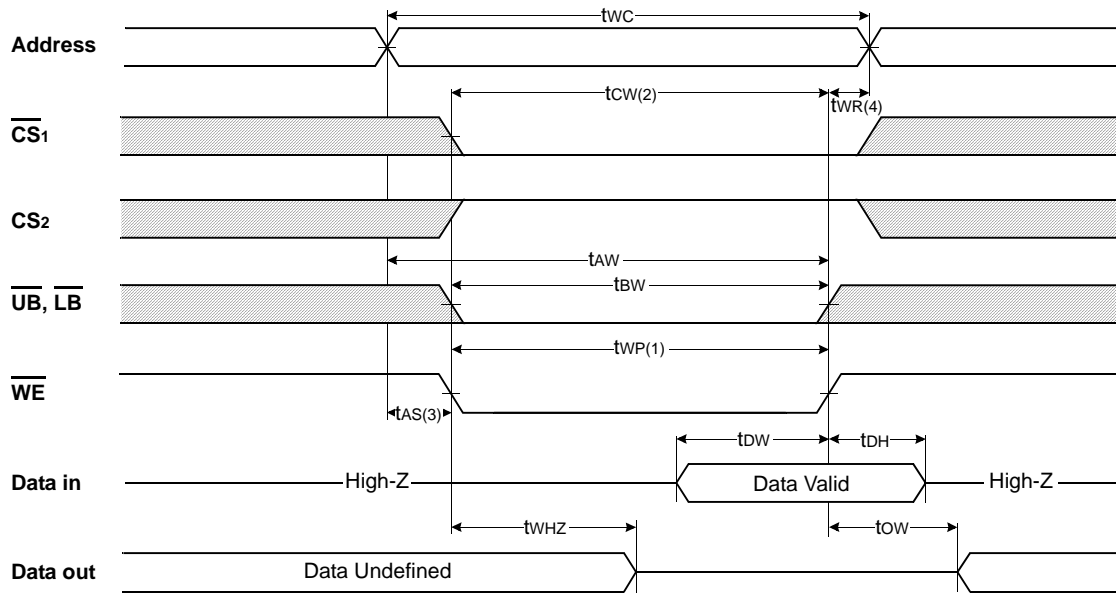 tWC
Address
tCW(2)
tWR(4)
CS1
CS2
tAW
tBW
UB, LB
tWP(1)
WE
tAS(3)
tDW
tDH
Data in
High-Z
Data Valid
High-Z
tWHZ
tOW
Data out
Data Undefined